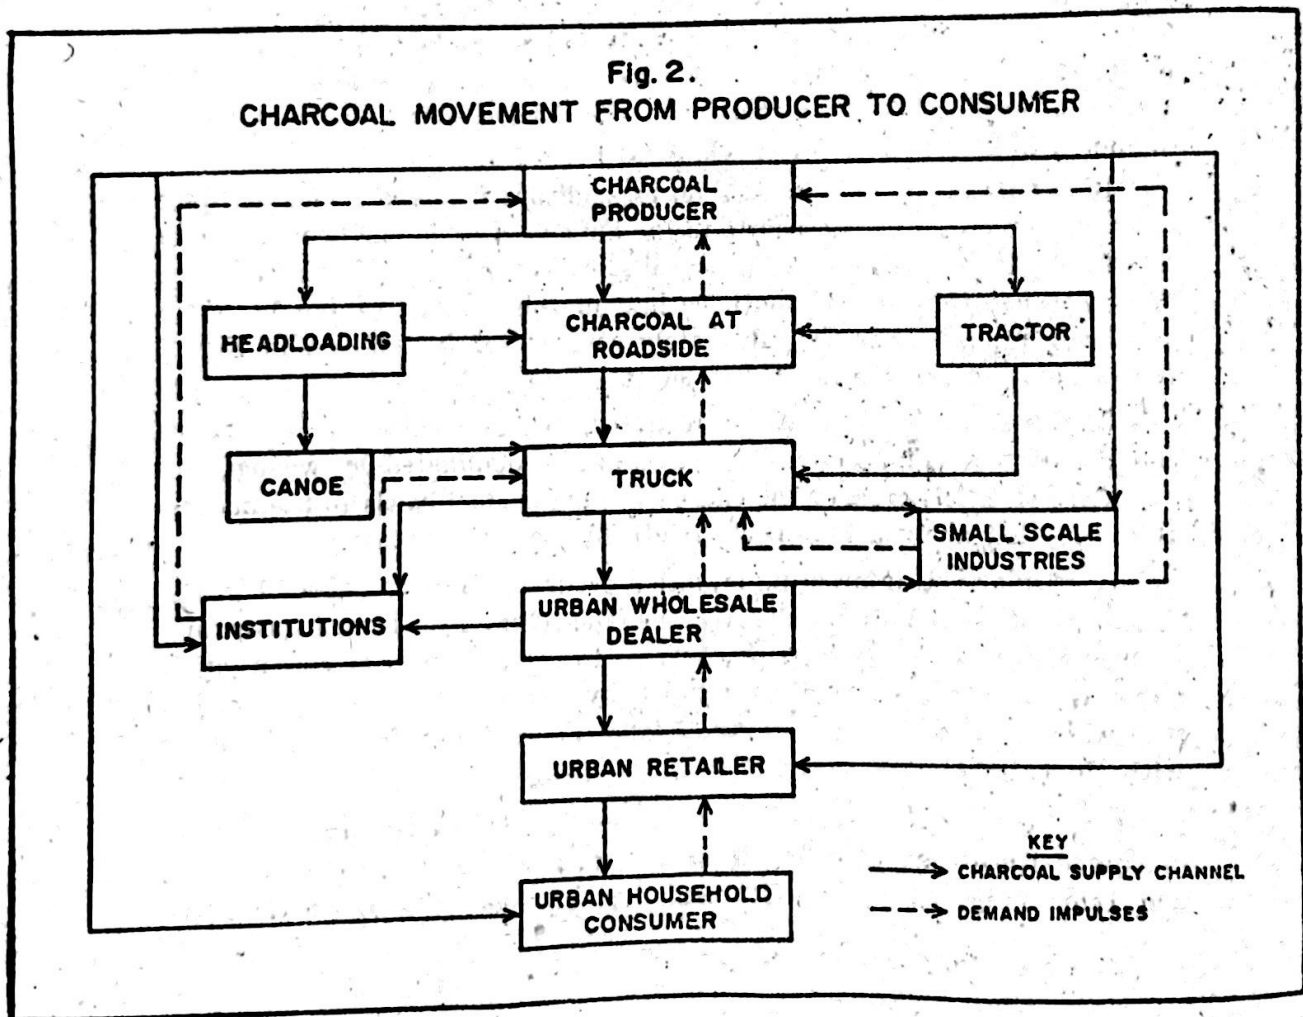 Fig. 2.
CHARCOAL MOVEMENT FROM PRODUCER TO CONSUMER
CHARCOAL
PRODUCER
HEADLOADING
CHARCOAL AT
ROADSIDE
TRACTOR
CANOE
TRUCK
SMALL SCALE
INDUSTRIES
INSTITUTIONS
URBAN WHOLESALE
DEALER
URBAN RETAILER
URBAN HOUSEHOLD
CONSUMER
KEY
CHARCOAL SUPPLY CHANNEL
DEMAND IMPULSES